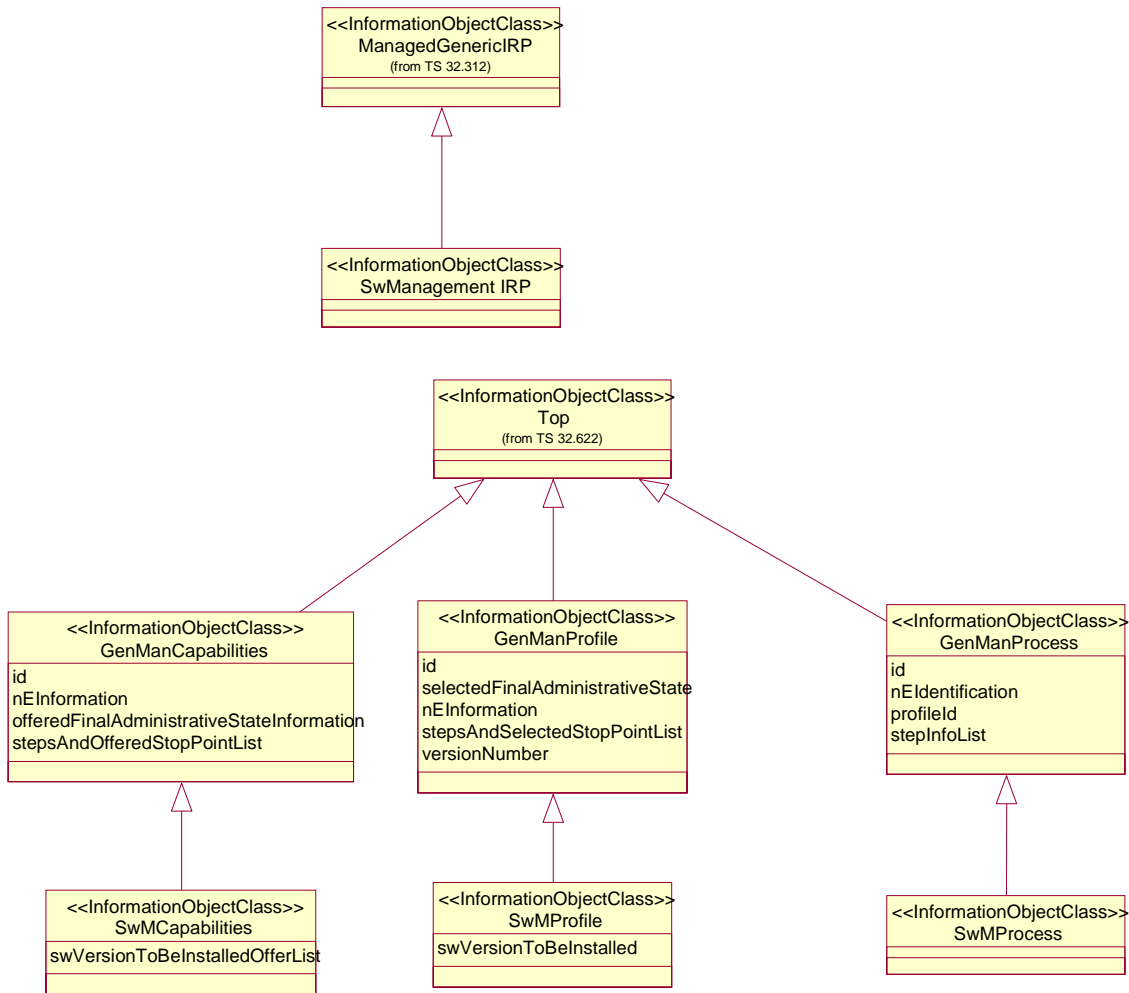 <<InformationObjectClass>>
ManagedGenericIRP
(from TS 32.312)
<<InformationObjectClass>>
SwManagement IRP
<<InformationObjectClass>>
Top
(from TS 32.622)
<<InformationObjectClass>>
GenManCapabilities
id
nEInformation
offeredFinalAdministrativeStateInformation
stepsAndOfferedStopPointList
<<InformationObjectClass>>
GenManProfile
id
selectedFinalAdministrativeState
nEInformation
stepsAndSelectedStopPointList
versionNumber
<<InformationObjectClass>>
GenManProcess
id
nEIdentification
profileId
stepInfoList
<<InformationObjectClass>>
SwMCapabilities
swVersionToBeInstalledOfferList
<<InformationObjectClass>>
SwMProfile
swVersionToBeInstalled
<<InformationObjectClass>>
SwMProcess